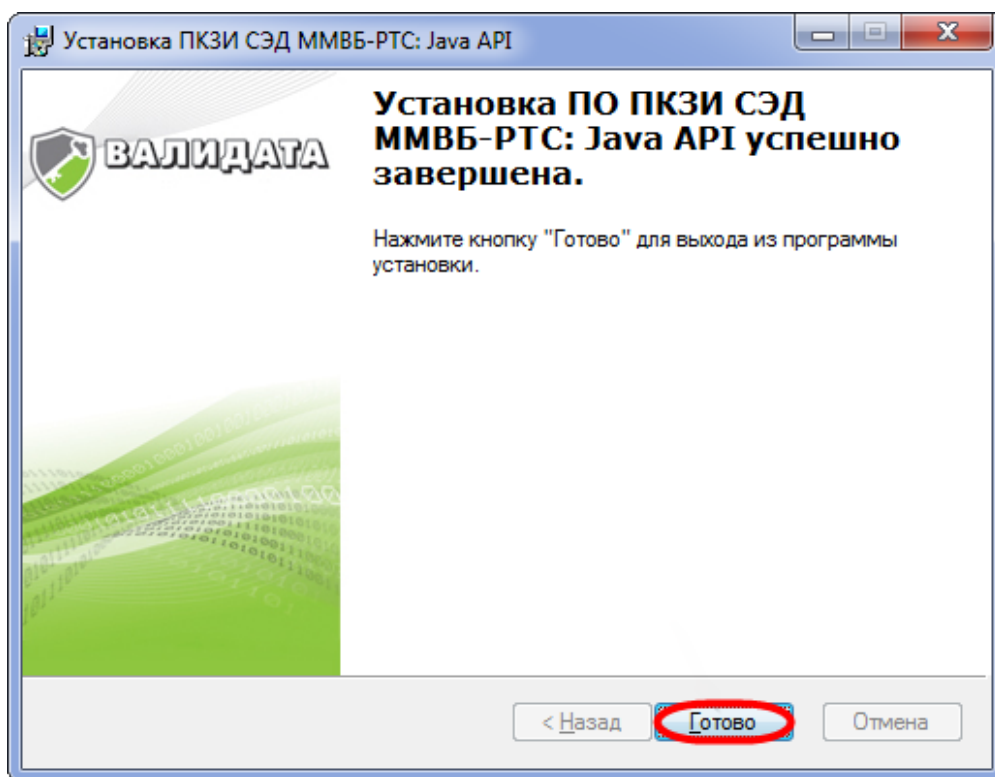 Установка ПКЗИ СЭД ММВБ-РТС: Java API
ВАЛИДАТА
Установка ПО ПКЗИ СЭД
ММВБ-РТС: Java API успешно
завершена.
Нажмите кнопку "Готово" для выхода из программы
установки.
< Назад
Готово
Отмена